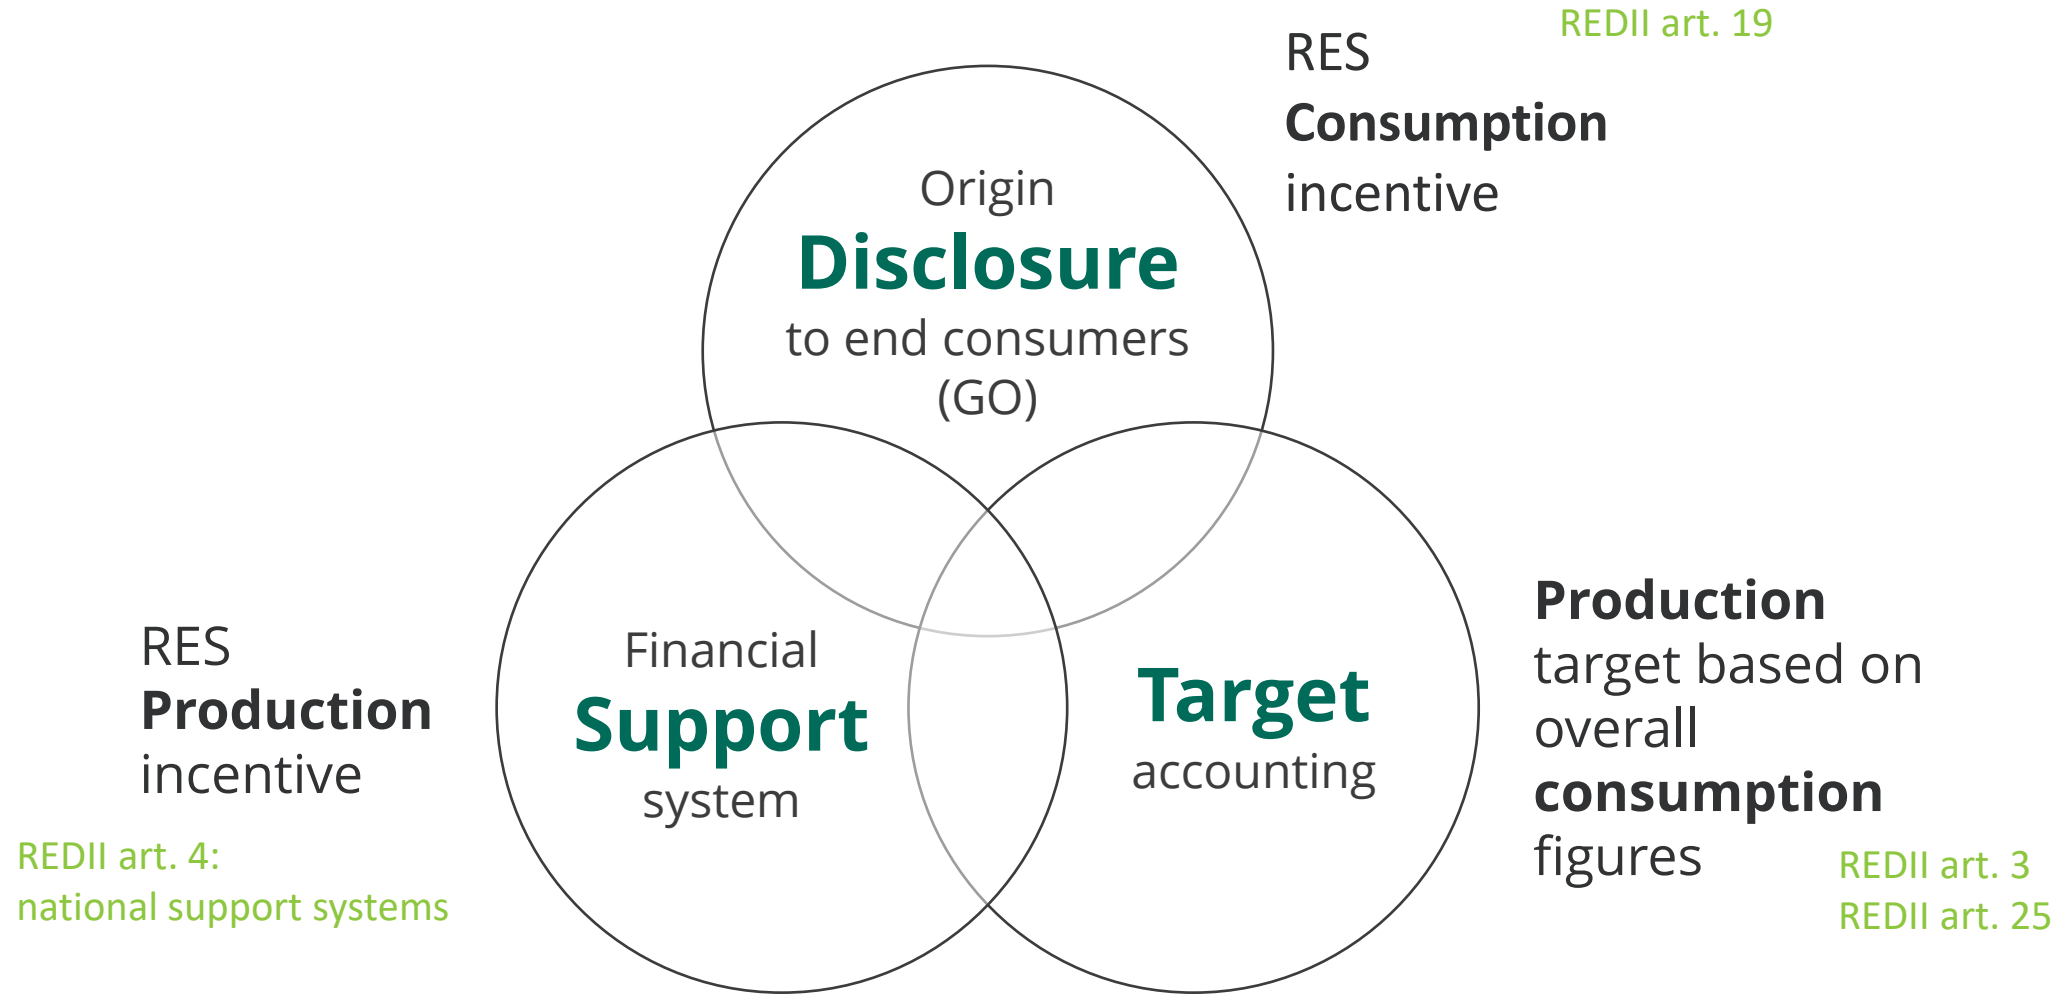 REDII art. 19
RES
Consumption
incentive
Origin
Disclosure
to end consumers
(GO)
RES
Production
incentive
REDII art. 4:
national support systems
Financial
Support
system
Target
accounting
Production
target based on
overall
consumption
figures
REDII art. 3
REDII art. 25